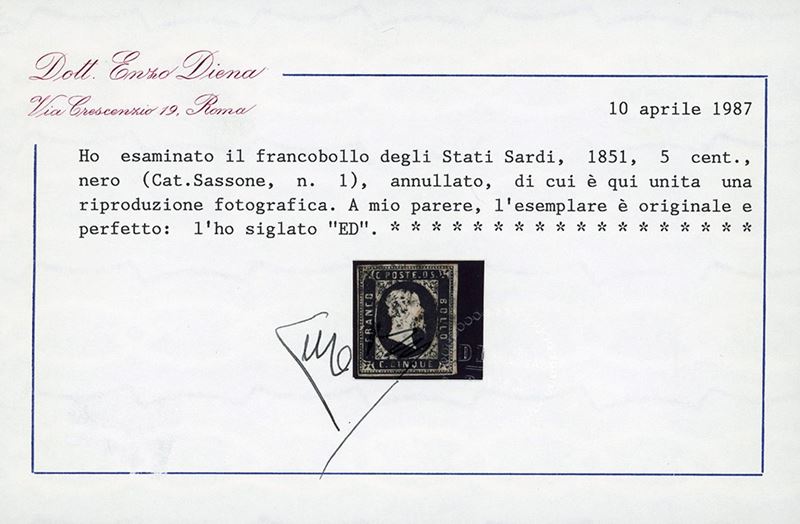 Dott. Enzo Diena
Via Crescenzio 19, Roma
10 aprile 1987
Ho esaminato il francobollo degli Stati Sardi, 1851, 5 cent.,
nero (Cat.Sassone, n. 1), annullato, di cui è qui unita una
riproduzione fotografica. A mio parere, l'esemplare è originale e
perfetto: l'ho siglato "ED". * * * * * * * * * * * * * * * * * * *
C. POSTE. DS.
FRANCO
BOLLO
C. CINQUE